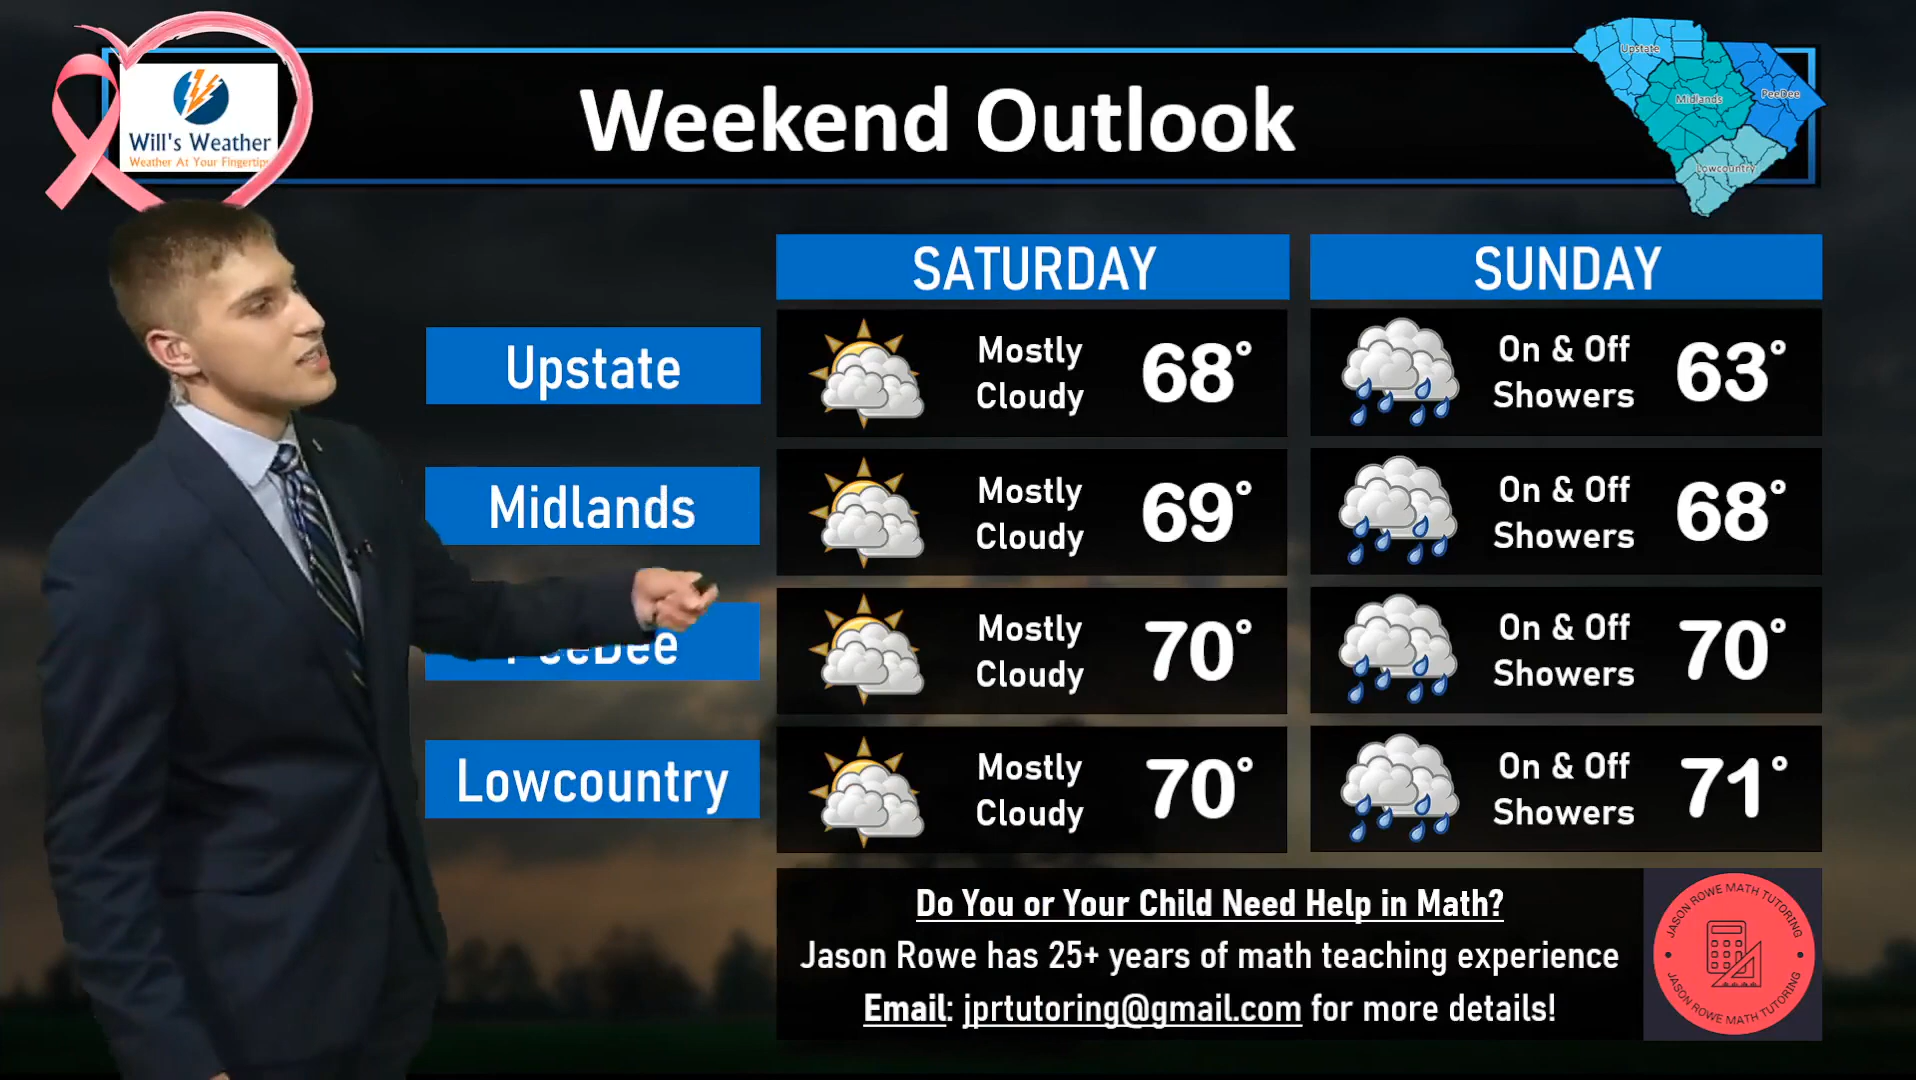 Will's Weather
Weather At Your Fingertips
Weekend Outlook
Upstate
Midlands
PeeDee
Lowcountry
SATURDAY
SUNDAY
Upstate
Mostly
Cloudy
68°
On & Off
Showers
63°
Midlands
Mostly
Cloudy
69°
On & Off
Showers
68°
PeeDee
Mostly
Cloudy
70°
On & Off
Showers
70°
Lowcountry
Mostly
Cloudy
70°
On & Off
Showers
71°
Do You or Your Child Need Help in Math?
Jason Rowe has 25+ years of math teaching experience
Email: jprtutoring@gmail.com for more details!
JASON ROWE MATH TUTORING
JASON ROWE MATH TUTORING